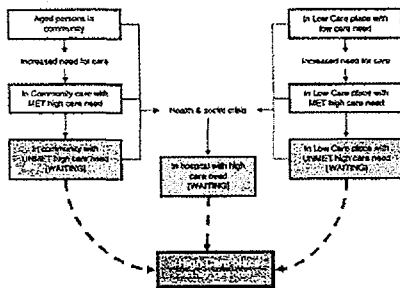 Aged persons in
community
Increased need for care
In Community care with
MET high care need
In community with
UNMET high care need
[WAITING]
Health & social crisis
In hospital with high
care need
[WAITING]
In Low Care place with
low care need
Increased need for care
In Low Care place with
MET high care need
In Low Care place with
UNMET high care need
[WAITING]